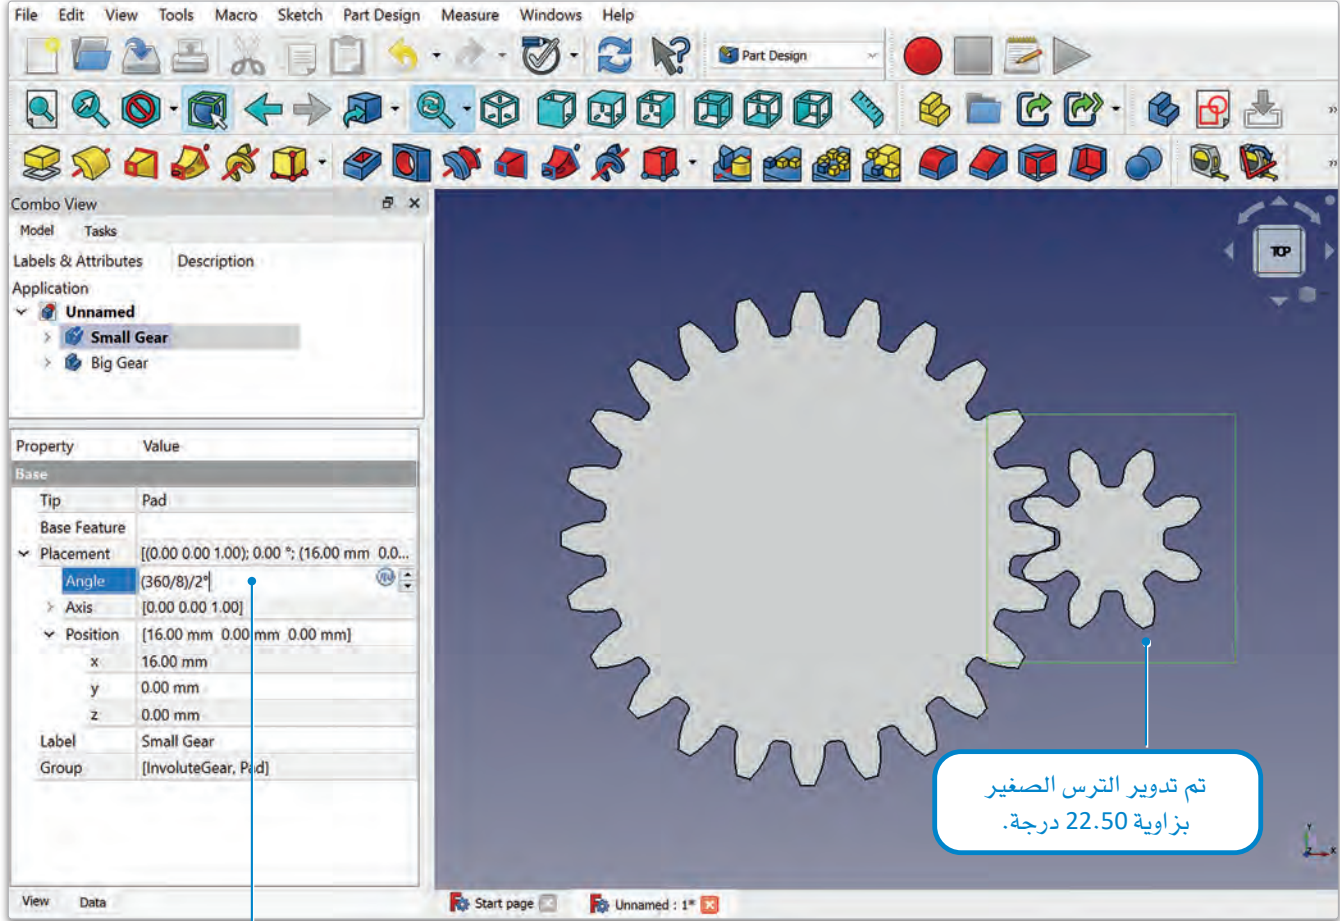 File Edit View Tools Macro Sketch Part Design Measure Windows Help
Part Design
Combo View
Model Tasks
Labels & Attributes Description
Application
Unnamed
Small Gear
Big Gear
TOP
Property Value
Base
Tip Pad
Base Feature
Placement [(0.00 0.00 1.00); 0.00 °; (16.00 mm 0.0...
Angle (360/8)/2°
Axis [0.00 0.00 1.00]
Position [16.00 mm 0.00 mm 0.00 mm]
x 16.00 mm
y 0.00 mm
z 0.00 mm
Label Small Gear
Group [InvoluteGear, Pad]
تم تدوير الترس الصغير
بزاوية 22.50 درجة.
Y
Z X
View Data
Start page
Unnamed : 1*